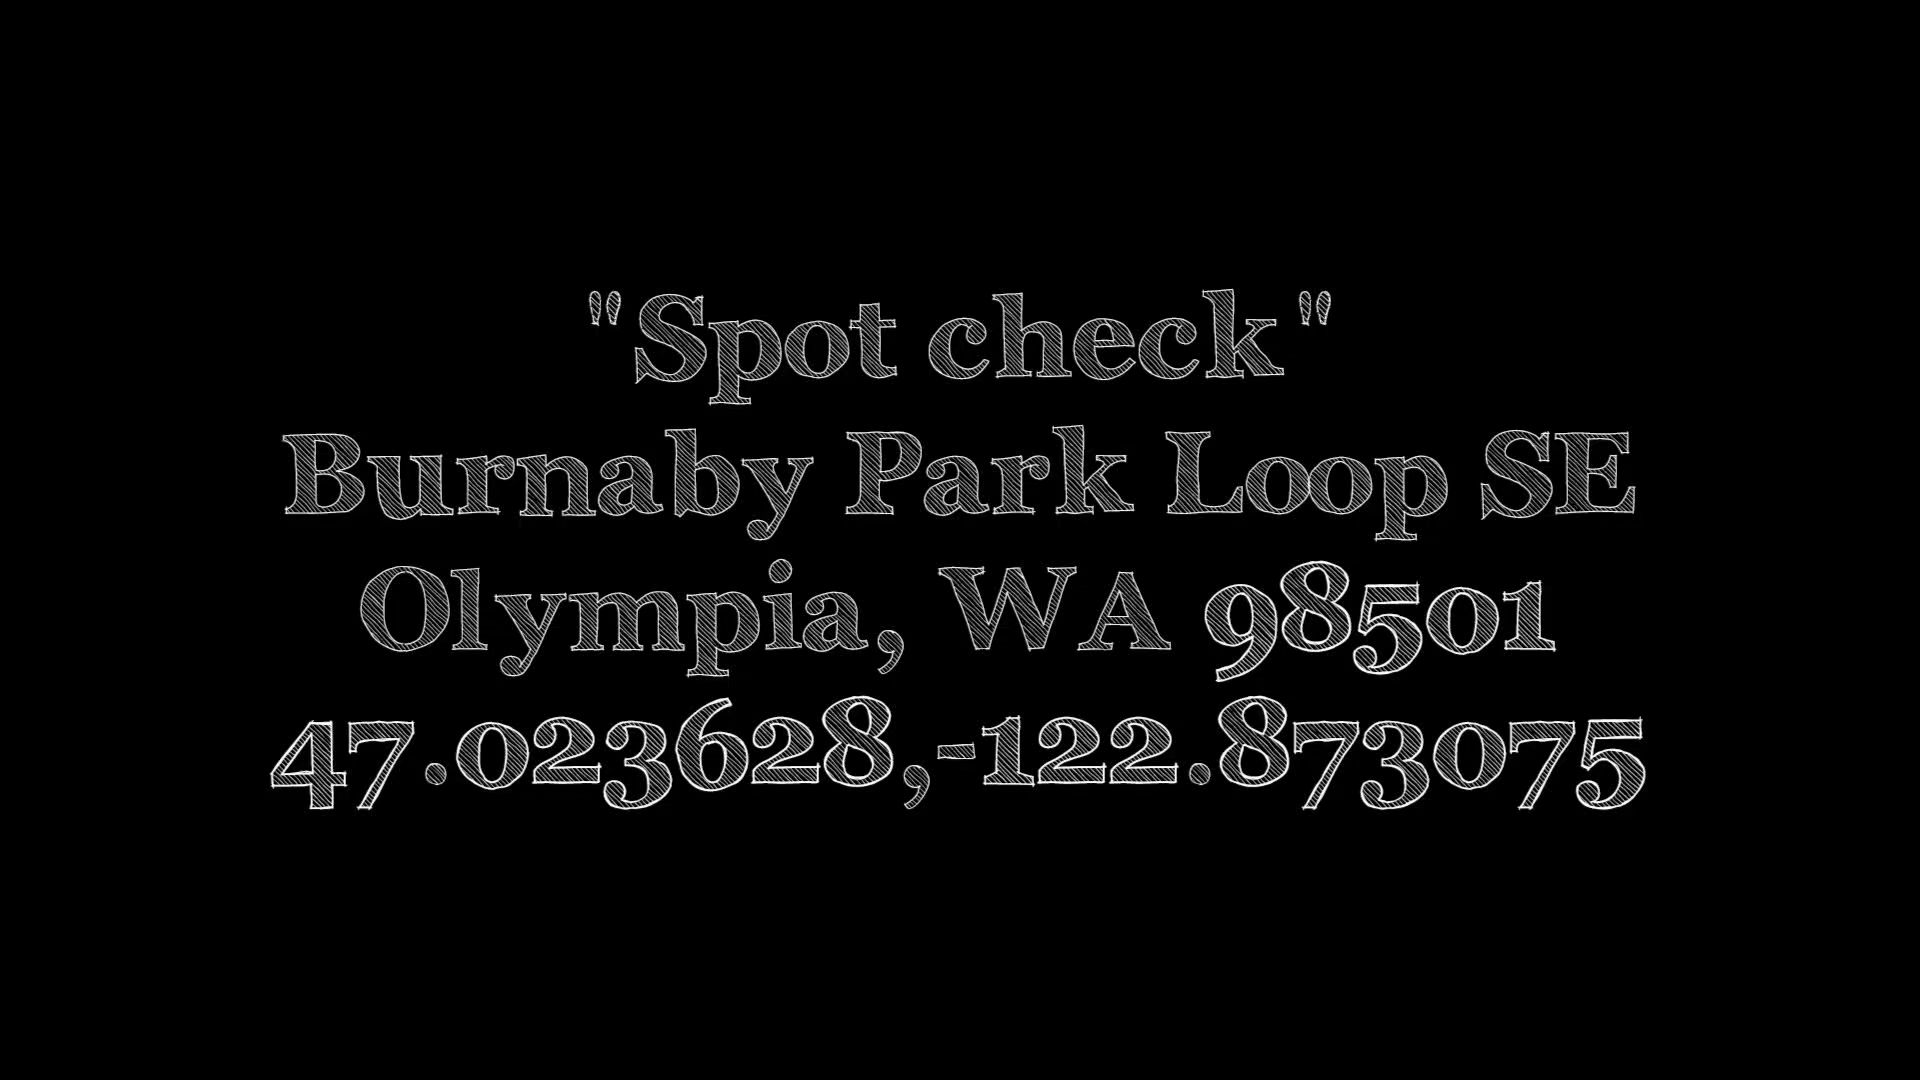 "Spot check"
Burnaby Park Loop SE
Olympia, WA 98501
47.023628,-122.873075